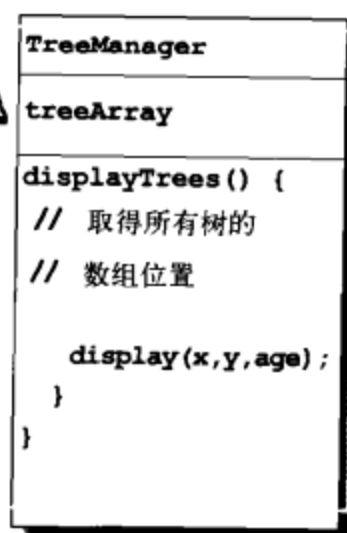 TreeManager
treeArray
displayTrees() {
// 取得所有树的
// 数组位置
display(x,y,age);
}
}